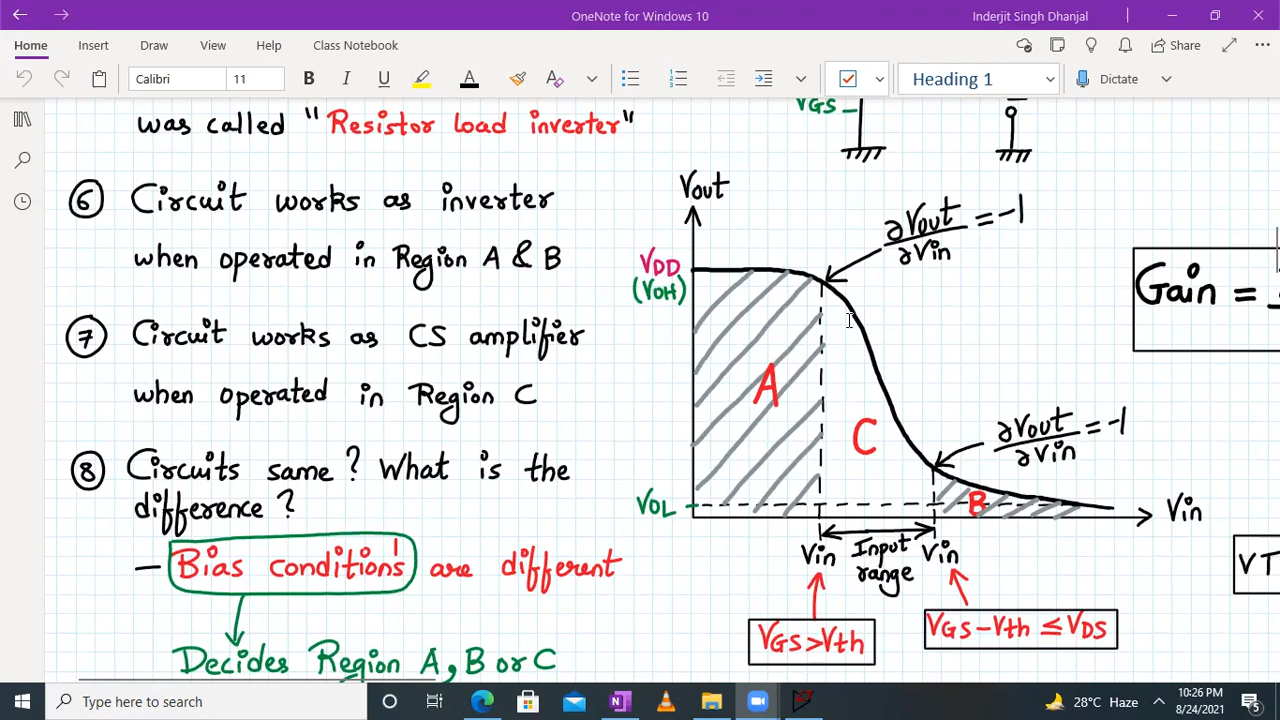 OneNote for Windows 10
Inderjit Singh Dhanjal
Home Insert Draw View Help Class Notebook
Share
Calibri 11 B I U A
Heading 1
Dictate
was called "Resistor load inverter"
⑥ Circuit works as inverter
when operated in Region A & B
⑦ Circuit works as CS amplifier
when operated in Region C
⑧ Circuits same? What is the
difference?
– Bias conditions' are different
Decides Region A, B or C
VGS
Vout
VDD
(VOH)
∂Vout/∂Vin = -1
A
C
∂Vout/∂Vin = -1
B
VOL
Vin
Vin Input range Vin
VGS>Vth
VGS-Vth ≤ VDS
Gain =
VT
Type here to search
28°C Haze
10:26 PM
8/24/2021
5